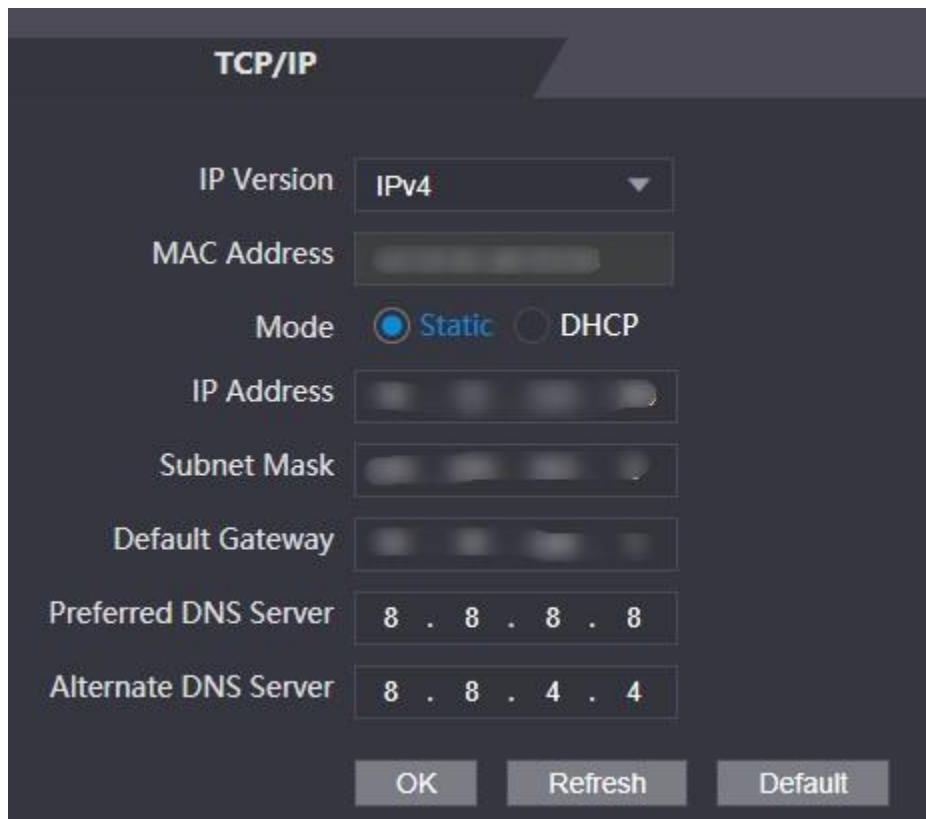 TCP/IP
IP Version IPv4
MAC Address
Mode Static DHCP
IP Address
Subnet Mask
Default Gateway
Preferred DNS Server 8 . 8 . 8 . 8
Alternate DNS Server 8 . 8 . 4 . 4
OK Refresh Default